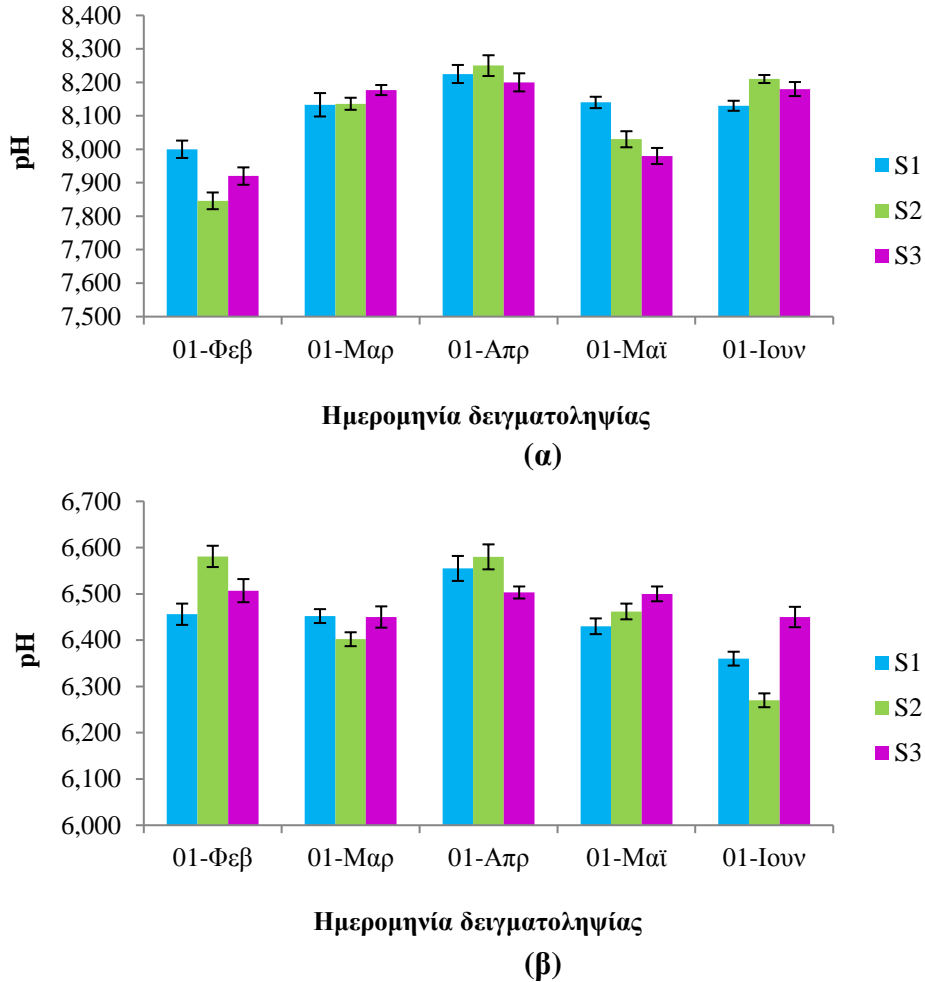 8,400
8,300
8,200
8,100
8,000
7,900
7,800
7,700
7,600
7,500
pH
01-Φεβ 01-Μαρ 01-Απρ 01-Μαϊ 01-Ιουν
S1
S2
S3
Ημερομηνία δειγματοληψίας
(α)
6,700
6,600
6,500
6,400
6,300
6,200
6,100
6,000
pH
01-Φεβ 01-Μαρ 01-Απρ 01-Μαϊ 01-Ιουν
S1
S2
S3
Ημερομηνία δειγματοληψίας
(β)